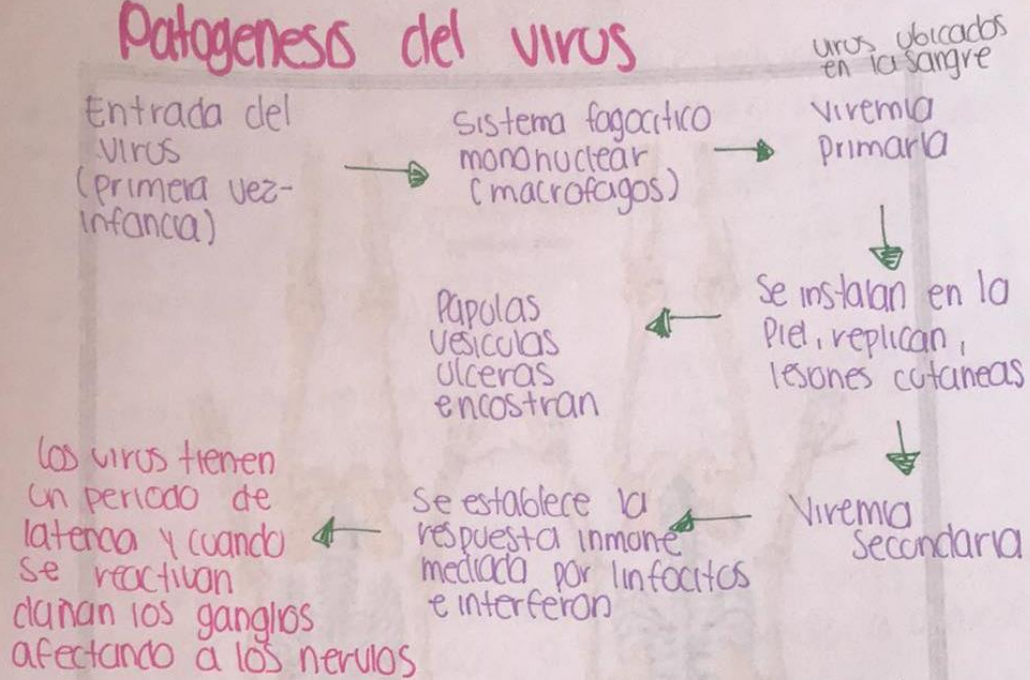 Patogenesis del virus
virus ubicados
en la sangre
Entrada del
virus
(primera vez-
infancia)
Sistema fagocitico
mononuclear
(macrofagos)
Viremia
primaria
Se instalan en la
Piel, replican,
lesiones cutaneas
Papulas
vesiculas
ulceras
encostran
Viremia
secundaria
Se establece la
respuesta inmune
mediada por linfocitos
e interferon
Los virus tienen
un periodo de
latencia y cuando
se reactivan
dañan los ganglios
afectando a los nervios